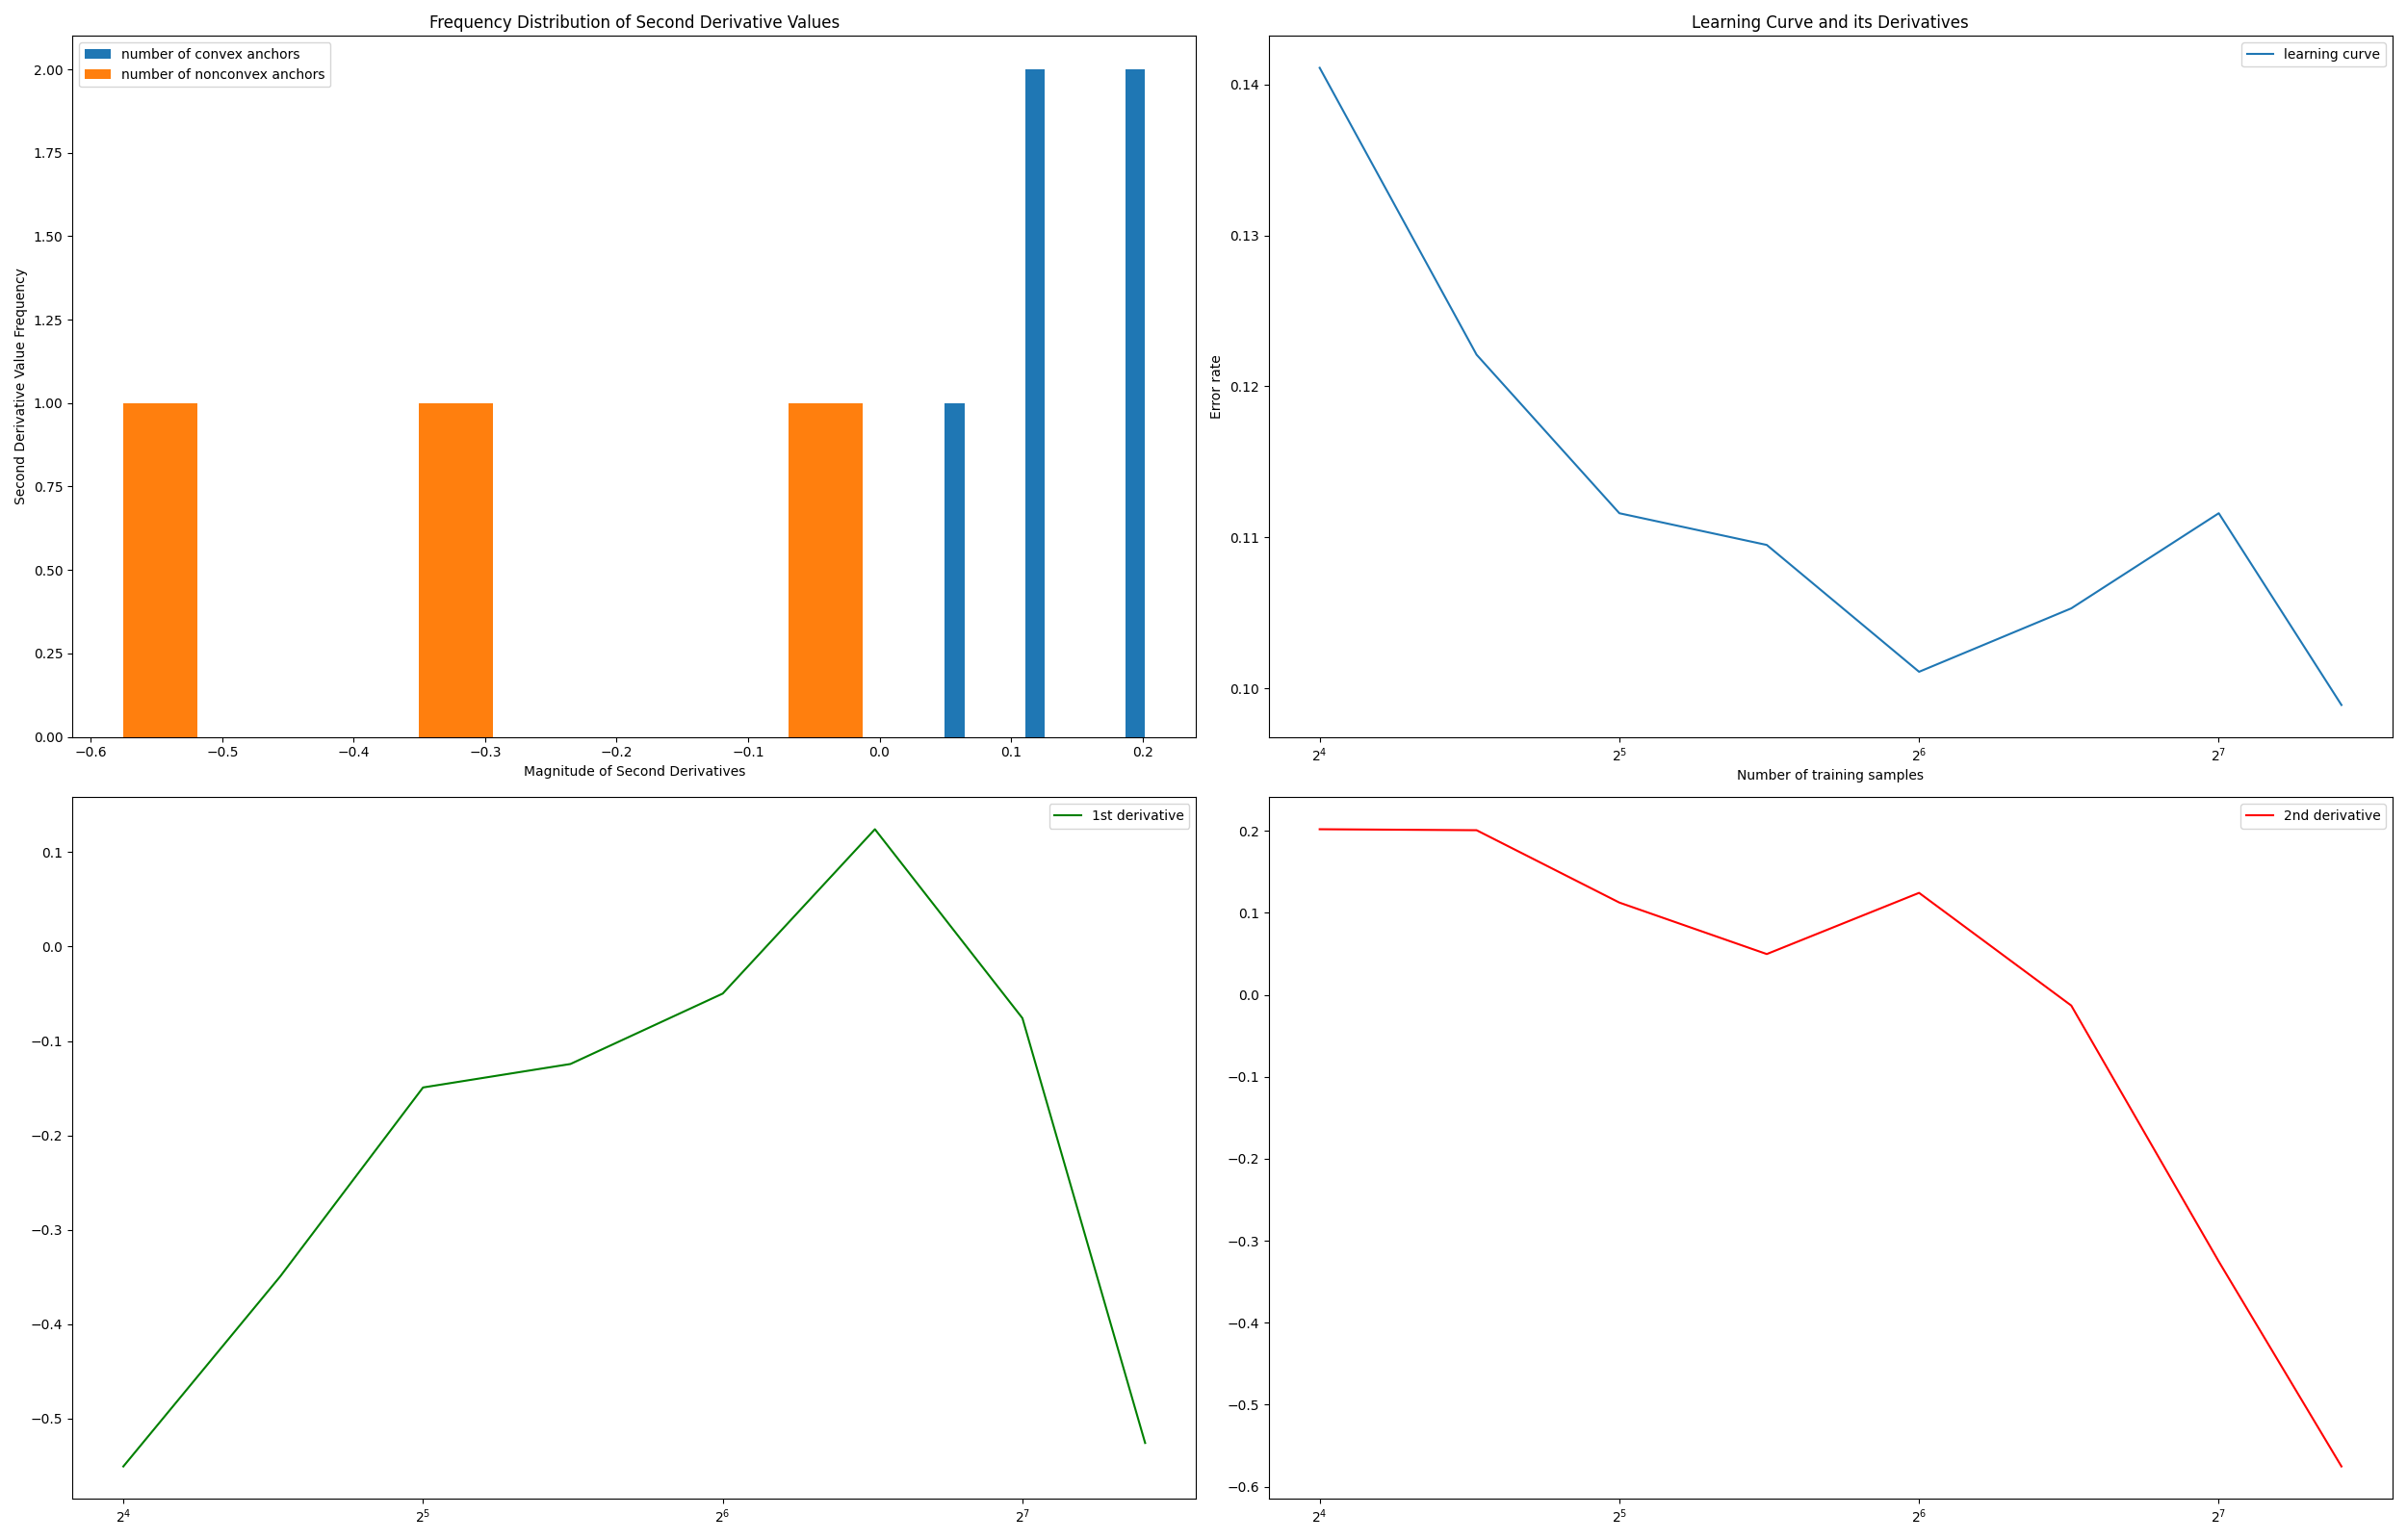 Frequency Distribution of Second Derivative Values
number of convex anchors
number of nonconvex anchors
Second Derivative Value Frequency
2.00
1.75
1.50
1.25
1.00
0.75
0.50
0.25
0.00
−0.6 −0.5 −0.4 −0.3 −0.2 −0.1 0.0 0.1 0.2
Magnitude of Second Derivatives
Learning Curve and its Derivatives
learning curve
Error rate
0.14
0.13
0.12
0.11
0.10
2⁴ 2⁵ 2⁶ 2⁷
Number of training samples
1st derivative
0.1
0.0
−0.1
−0.2
−0.3
−0.4
−0.5
2⁴ 2⁵ 2⁶ 2⁷
2nd derivative
0.2
0.1
0.0
−0.1
−0.2
−0.3
−0.4
−0.5
−0.6
2⁴ 2⁵ 2⁶ 2⁷